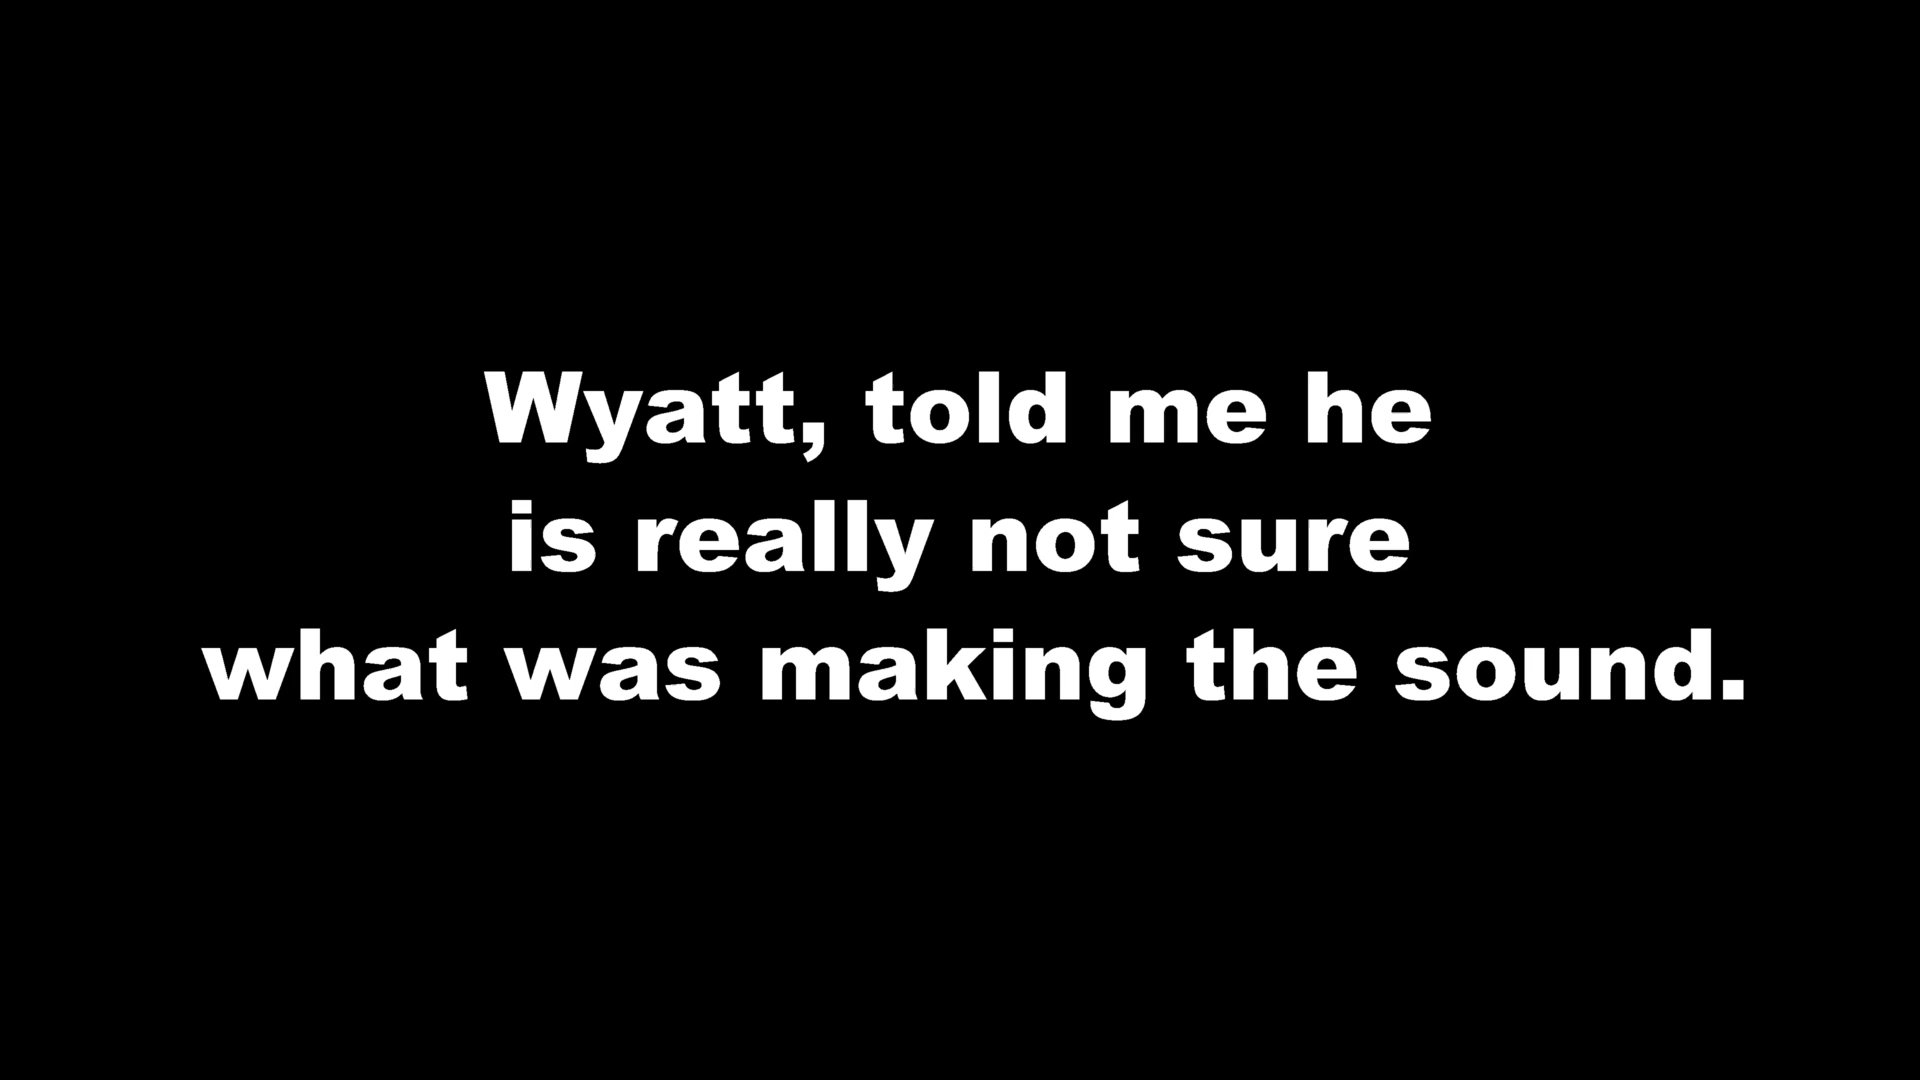 Wyatt, told me he
is really not sure
what was making the sound.